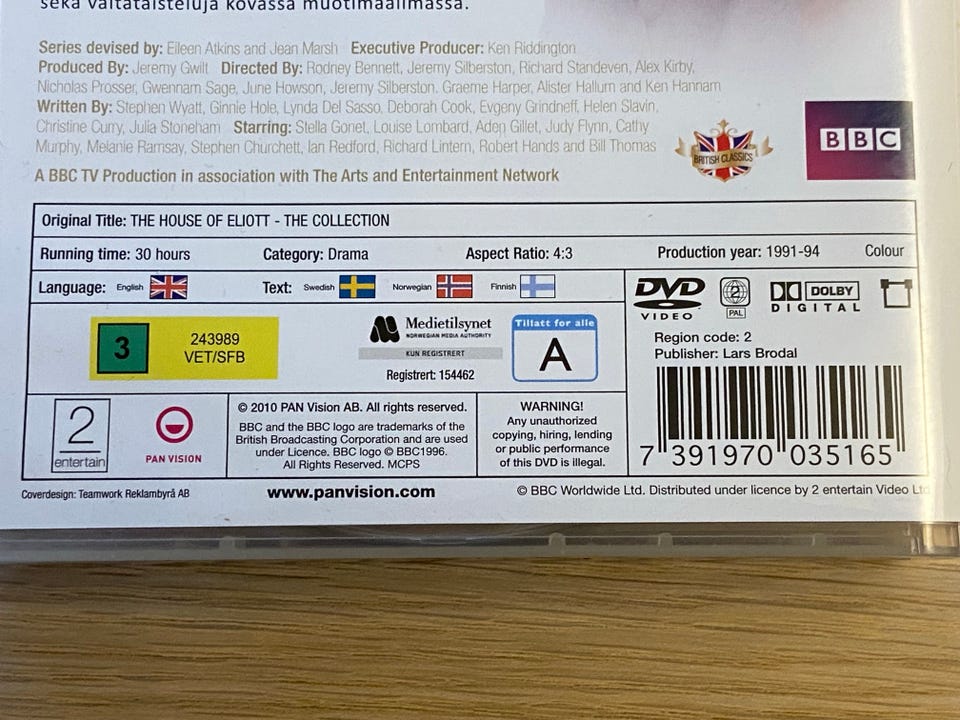 sekä valtataisteluja kovassa muotimaailmassa.
Series devised by: Eileen Atkins and Jean Marsh Executive Producer: Ken Riddington
Produced By: Jeremy Gwilt Directed By: Rodney Bennett, Jeremy Silberston, Richard Standeven, Alex Kirby,
Nicholas Prosser, Gwennam Sage, June Howson, Jeremy Silberston. Graeme Harper, Alister Hallum and Ken Hannam
Written By: Stephen Wyatt, Ginnie Hole, Lynda Del Sasso, Deborah Cook, Evgeny Grindneff, Helen Slavin,
Christine Curry, Julia Stoneham Starring: Stella Gonet, Louise Lombard, Aden Gillet, Judy Flynn, Cathy
Murphy, Melanie Ramsay, Stephen Churchett, Ian Redford, Richard Lintern, Robert Hands and Bill Thomas
BRITISH CLASSICS
BBC
A BBC TV Production in association with The Arts and Entertainment Network
Original Title: THE HOUSE OF ELIOTT - THE COLLECTION
Running time: 30 hours Category: Drama Aspect Ratio: 4:3 Production year: 1991-94 Colour
Language: English Text: Swedish Norwegian Finnish
DVD
VIDEO
2
PAL
DOLBY
DIGITAL
3
243989
VET/SFB
Medietilsynet
NORWEGIAN MEDIA AUTHORITY
KUN REGISTRERT
Registrert: 154462
Tillatt for alle
A
Region code: 2
Publisher: Lars Brodal
2
entertain
PAN VISION
© 2010 PAN Vision AB. All rights reserved.
BBC and the BBC logo are trademarks of the
British Broadcasting Corporation and are used
under Licence. BBC logo © BBC1996.
All Rights Reserved. MCPS
WARNING!
Any unauthorized
copying, hiring, lending
or public performance
of this DVD is illegal.
7 391970 035165
Coverdesign: Teamwork Reklambyrå AB
www.panvision.com
© BBC Worldwide Ltd. Distributed under licence by 2 entertain Video Ltd